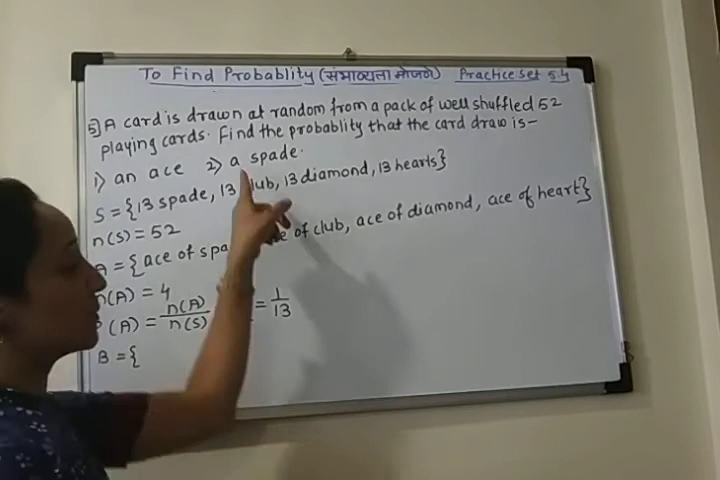 To Find Probablity (संभाव्यता मोजणे) Practice Set 5.4
5) A card is drawn at random from a pack of well shuffled 52
playing cards. Find the probablity that the card draw is-
1) an ace 2) a spade.
S = {13 spade, 13 club, 13 diamond, 13 hearts}
n(S) = 52
A = {ace of spa of club, ace of diamond, ace of heart}
n(A) = 4
P(A) = n(A)/n(S) = 1/13
B = {